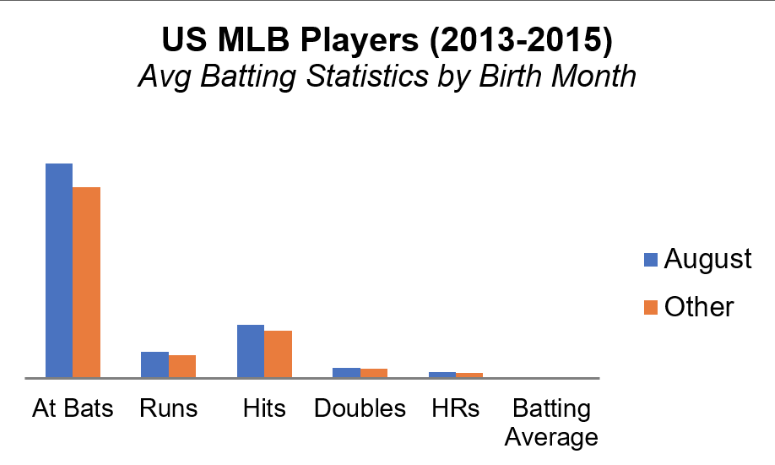 US MLB Players (2013-2015)
Avg Batting Statistics by Birth Month
August
Other
At Bats Runs Hits Doubles HRs Batting
Average